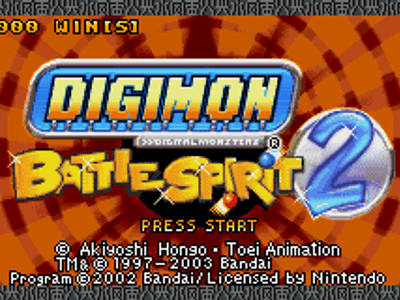 000 WIN[S]
DIGIMON
DIGITAL MONSTERS
®
BATTLE SPIRIT 2
PRESS START
© Akiyoshi Hongo · Toei Animation
TM& © 1997-2003 Bandai
Program ©2002 Bandai/Licensed by Nintendo